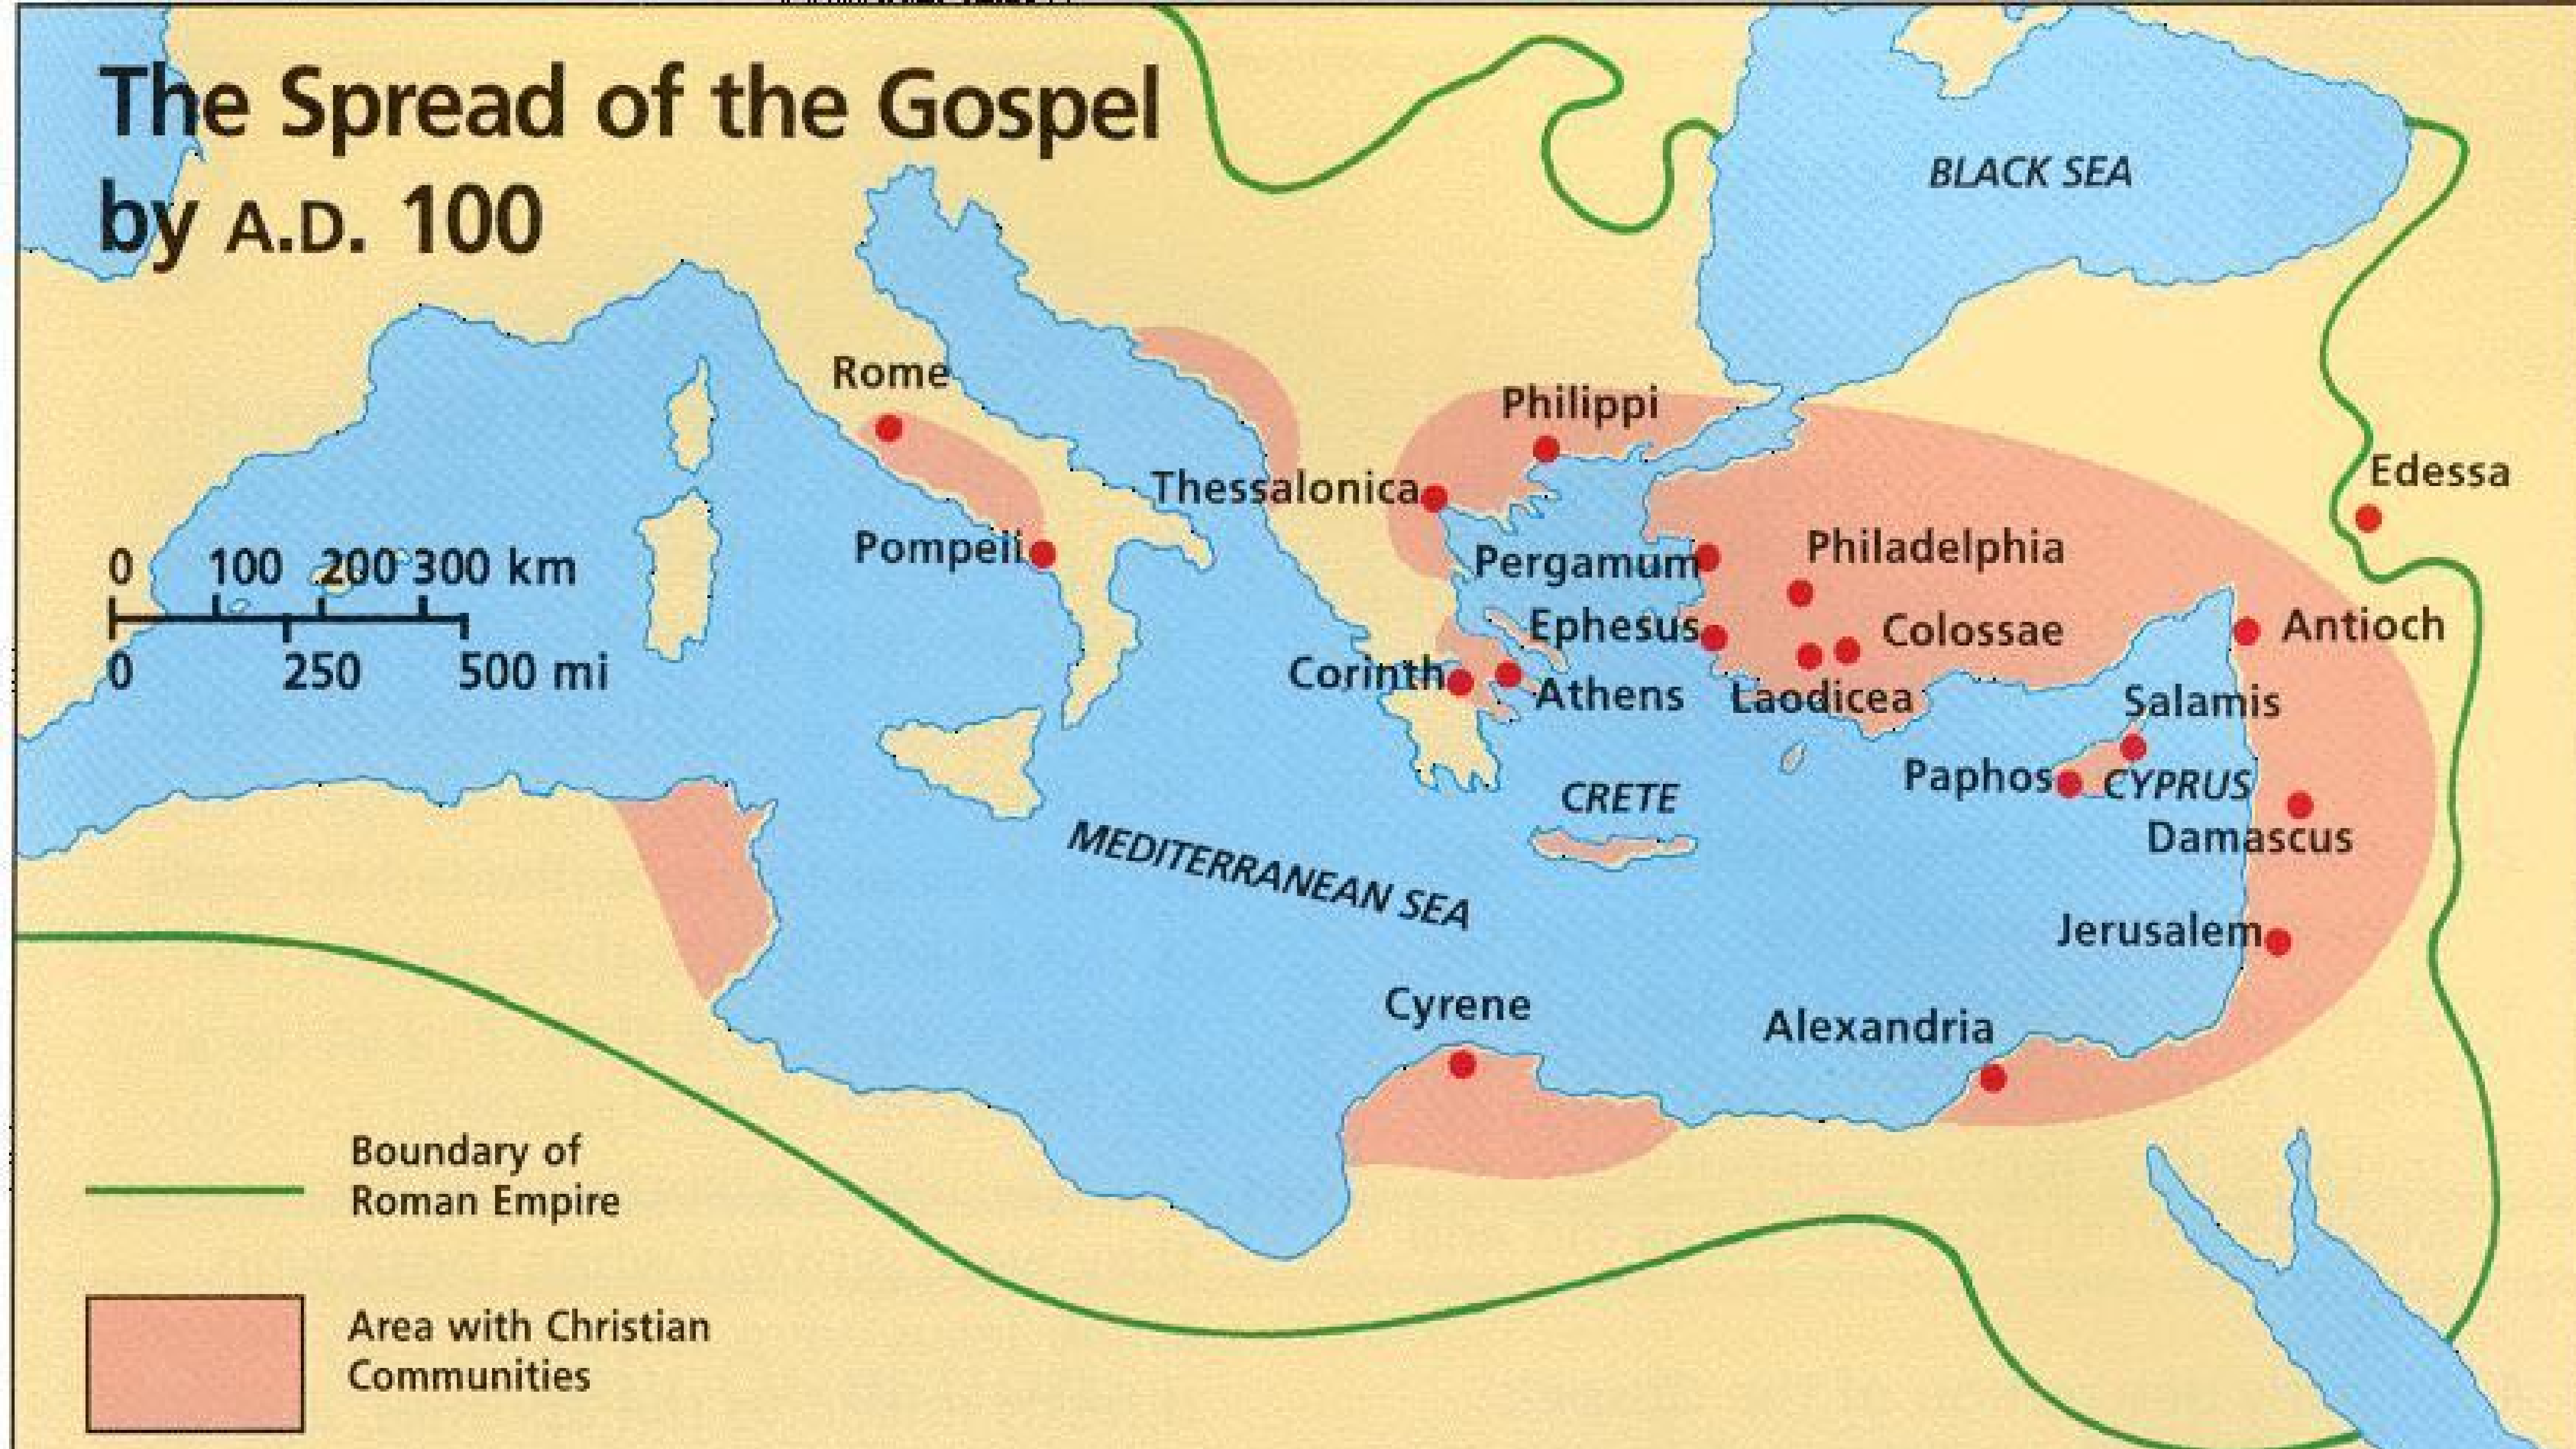 The Spread of the Gospel
by A.D. 100
BLACK SEA
Rome
Philippi
Edessa
Thessalonica
Pompeii
Pergamum
Philadelphia
0 100 200 300 km
0 250 500 mi
Ephesus
Colossae
Antioch
Corinth
Athens
Laodicea
Salamis
Paphos
CYPRUS
CRETE
Damascus
MEDITERRANEAN SEA
Jerusalem
Cyrene
Alexandria
Boundary of
Roman Empire
Area with Christian
Communities